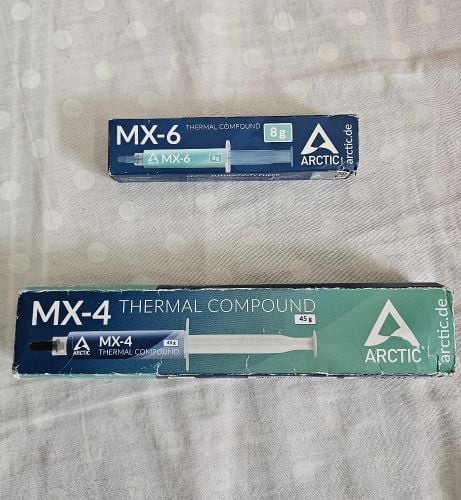 MX-6 THERMAL COMPOUND 8g
ARCTIC
arctic.de
MX-6 8g
MX-4 THERMAL COMPOUND
45g
ARCTIC
arctic.de
MX-4
THERMAL COMPOUND
45g
ARCTIC